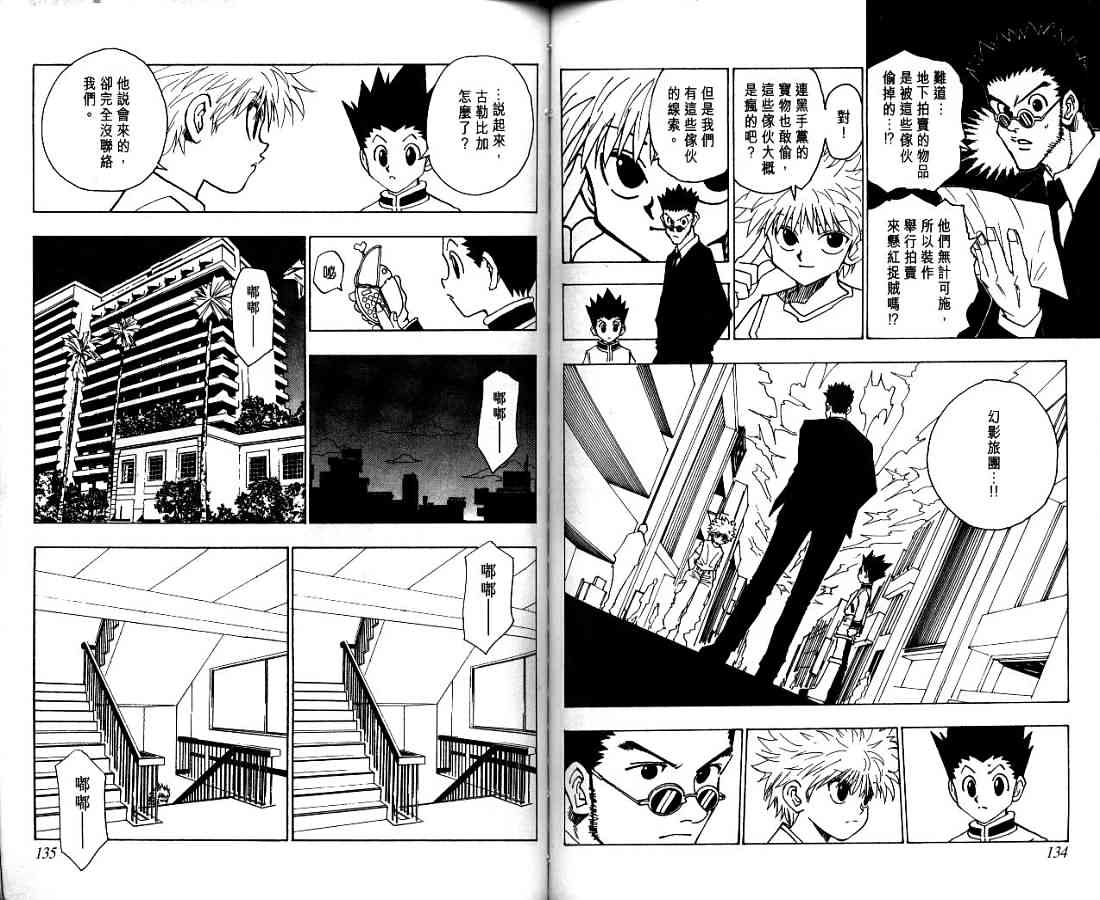 難道…
地下拍賣的物品
是被這些傢伙
偷掉的…!?
他們無計可施，
所以裝作
舉行拍賣
來懸紅捉賊嗎!?
對！
連黑手黨的
寶物也敢偷，
這些傢伙大概
是瘋的吧？
但是我們
有這些傢伙
的線索。
幻影旅團…!!
134
…說起來，
古勒比加
怎麼了？
他說會來的，
卻完全沒聯絡
我們。
嘟嘟——
嘟嘟——
嘟嘟——
嘟嘟——
135